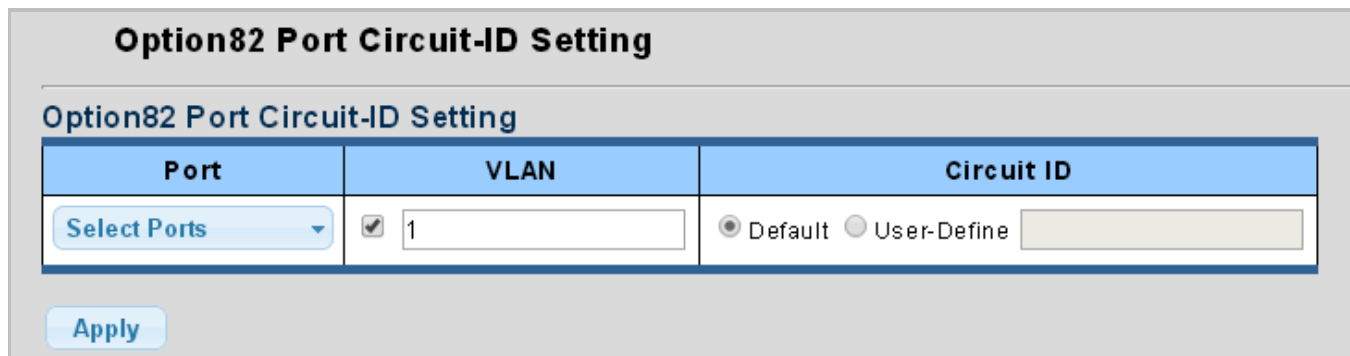 Option82 Port Circuit-ID Setting
Option82 Port Circuit-ID Setting
Port VLAN Circuit ID
Select Ports 1 Default User-Define
Apply